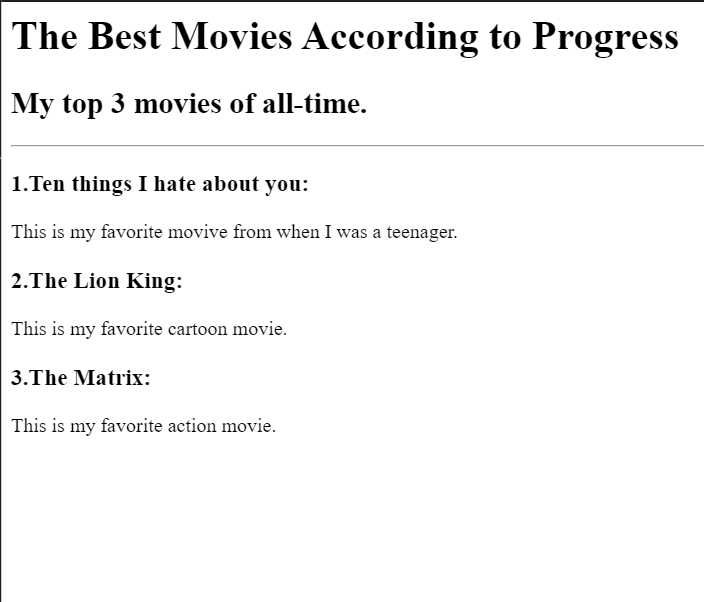 The Best Movies According to Progress
My top 3 movies of all-time.
1.Ten things I hate about you:
This is my favorite movive from when I was a teenager.
2.The Lion King:
This is my favorite cartoon movie.
3.The Matrix:
This is my favorite action movie.